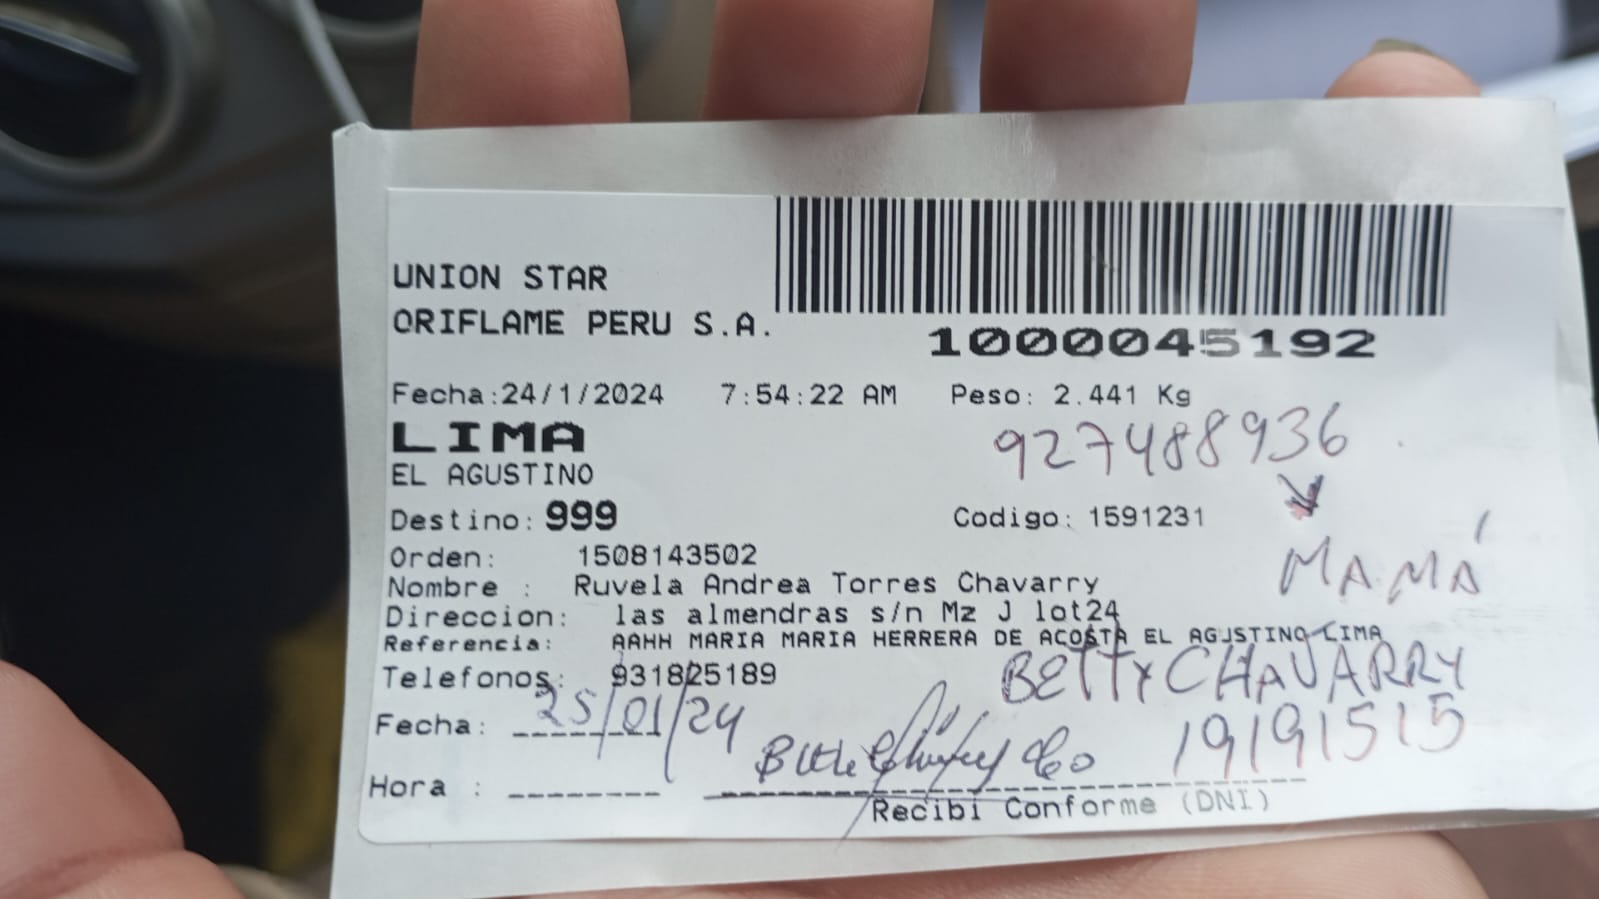 UNION STAR
ORIFLAME PERU S.A.
1000045192
Fecha:24/1/2024 7:54:22 AM Peso: 2.441 Kg
LIMA
927488936
EL AGUSTINO
Destino: 999 Codigo: 1591231
Orden: 1508143502
MAMÁ
Nombre : Ruvela Andrea Torres Chavarry
Direccion: las almendras s/n Mz J lot24
Referencia: AAHH MARIA MARIA HERRERA DE ACOSTA EL AGUSTINO LIMA
Telefonos: 931825189
BETTY CHAVARRY
Fecha: 25/01/24
19191515
Hora :
Recibi Conforme (DNI)